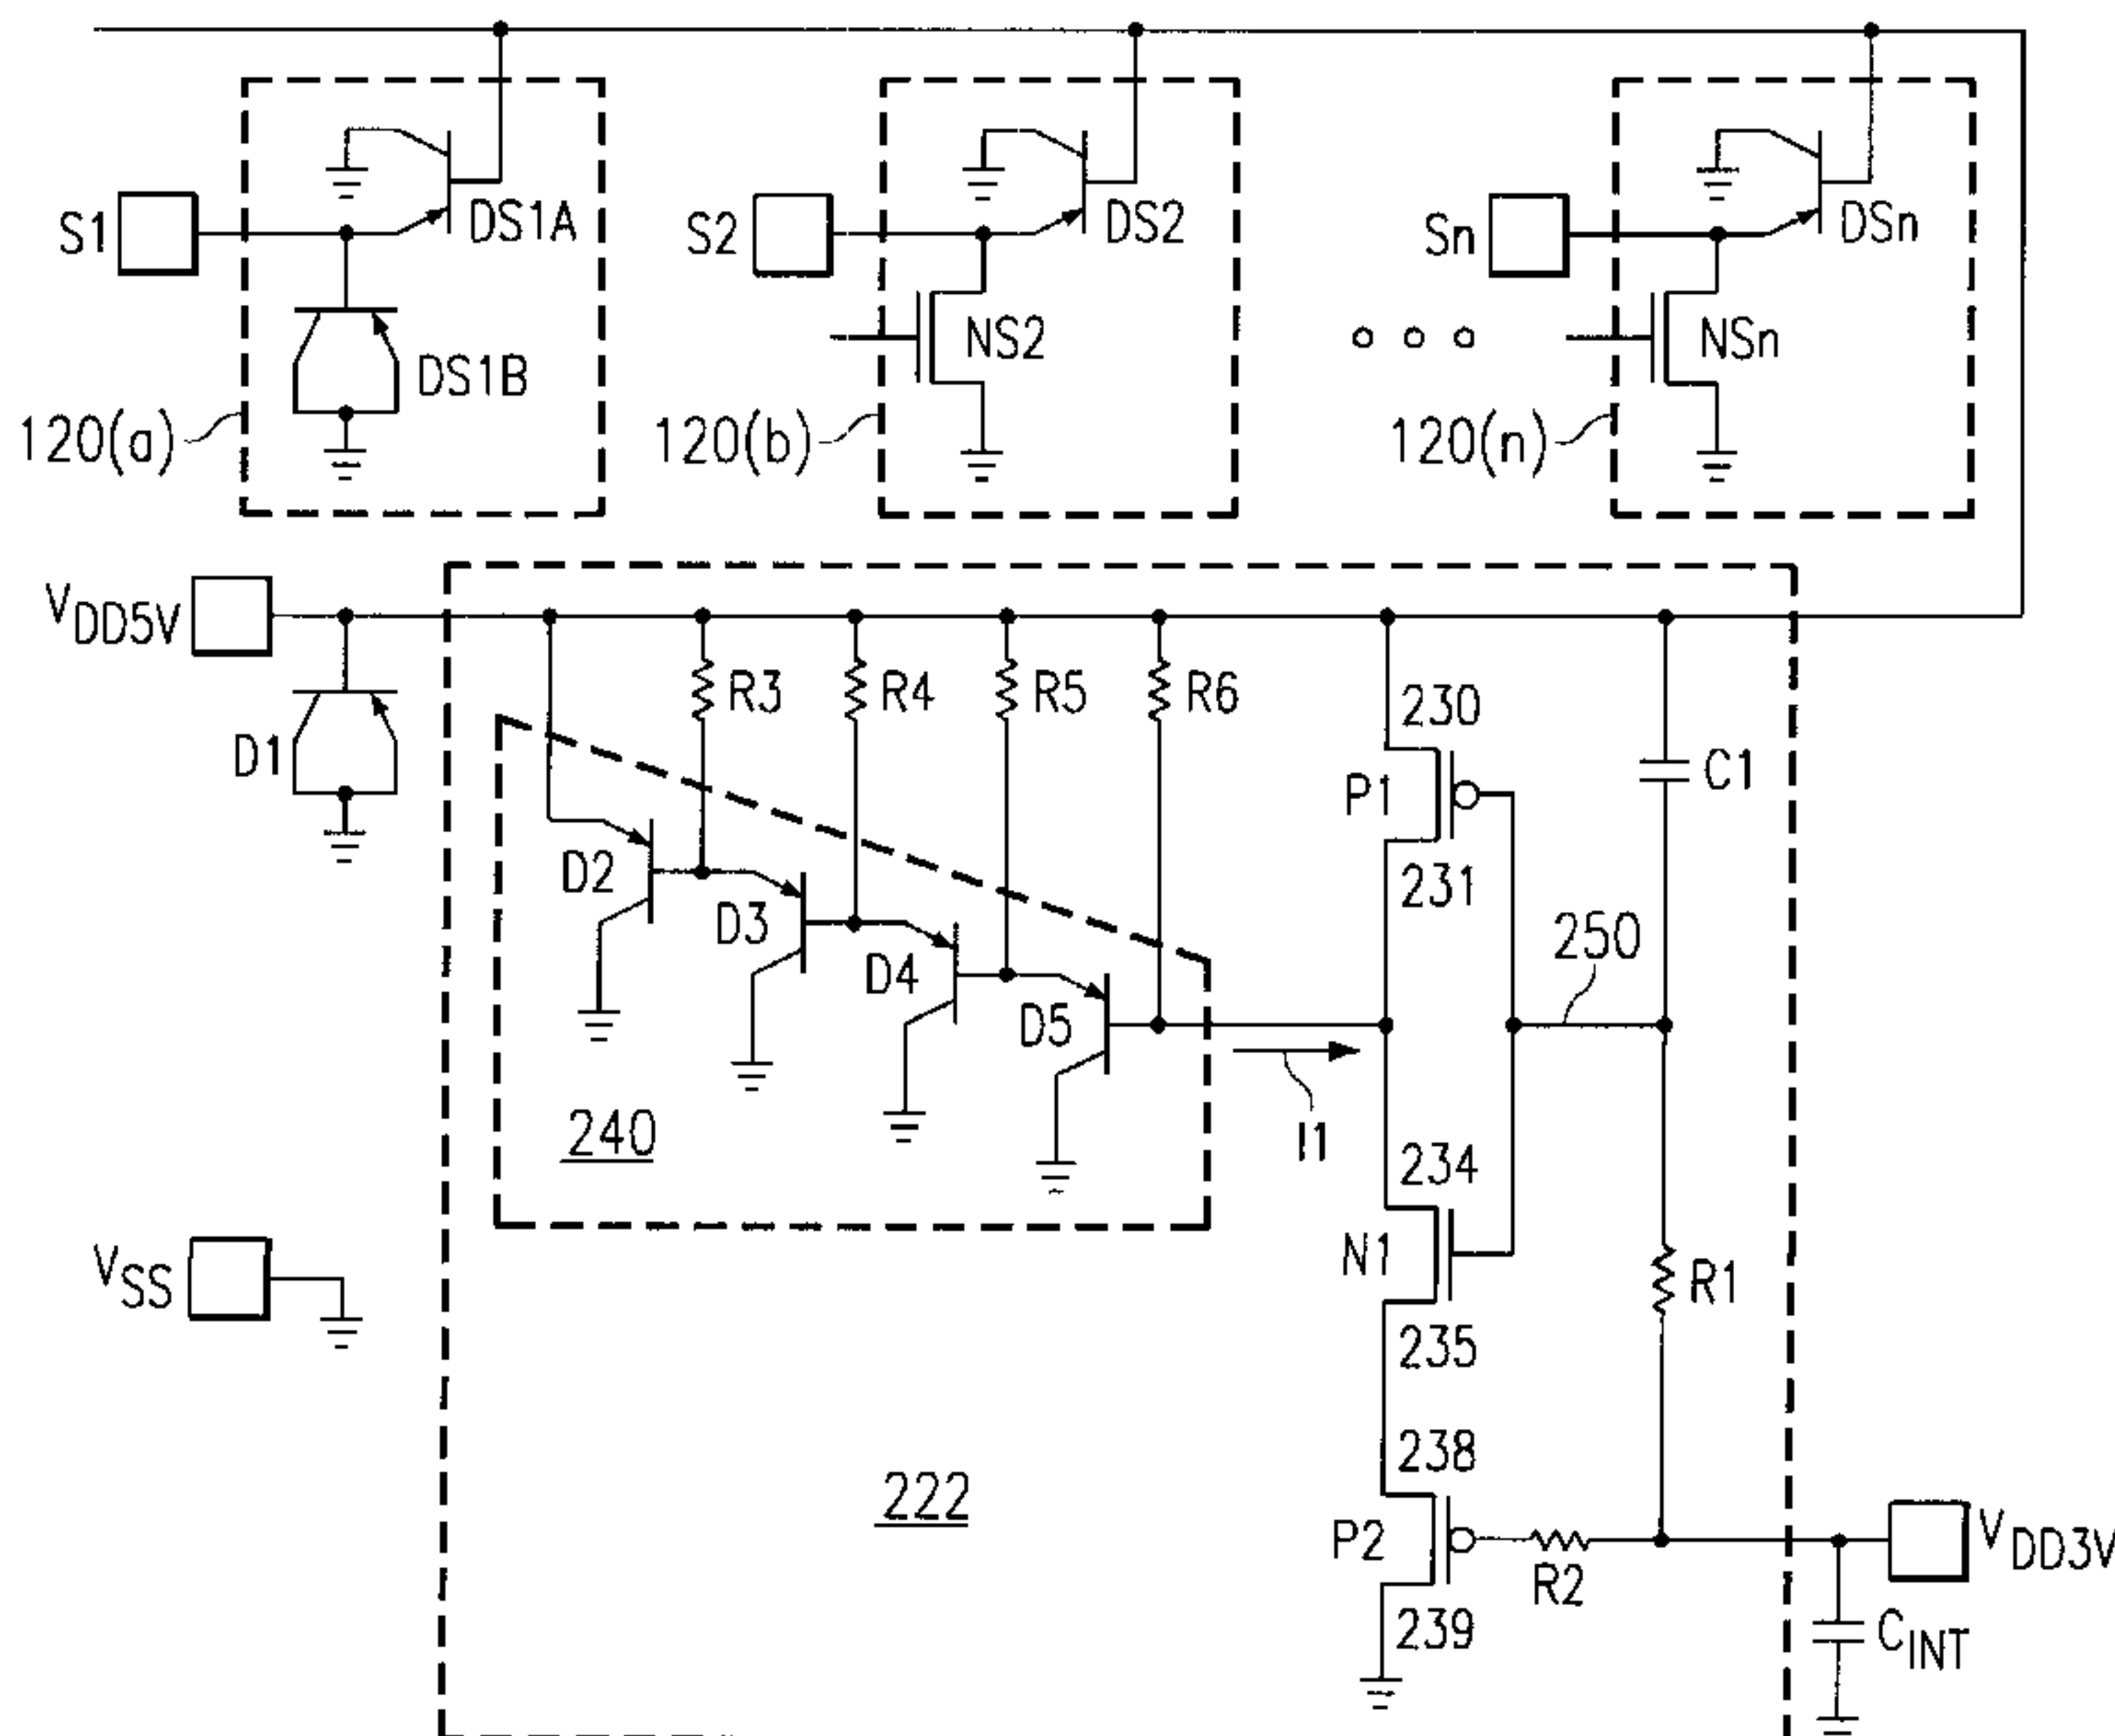 S1
DS1A
DS1B
120(a)
S2
DS2
NS2
120(b)
Sn
DSn
NSn
120(n)
VDD5V
D1
R3
R4
R5
R6
230
P1
231
C1
D2
D3
D4
D5
250
I1
240
234
N1
235
R1
VSS
238
P2
R2
239
222
VDD3V
CINT